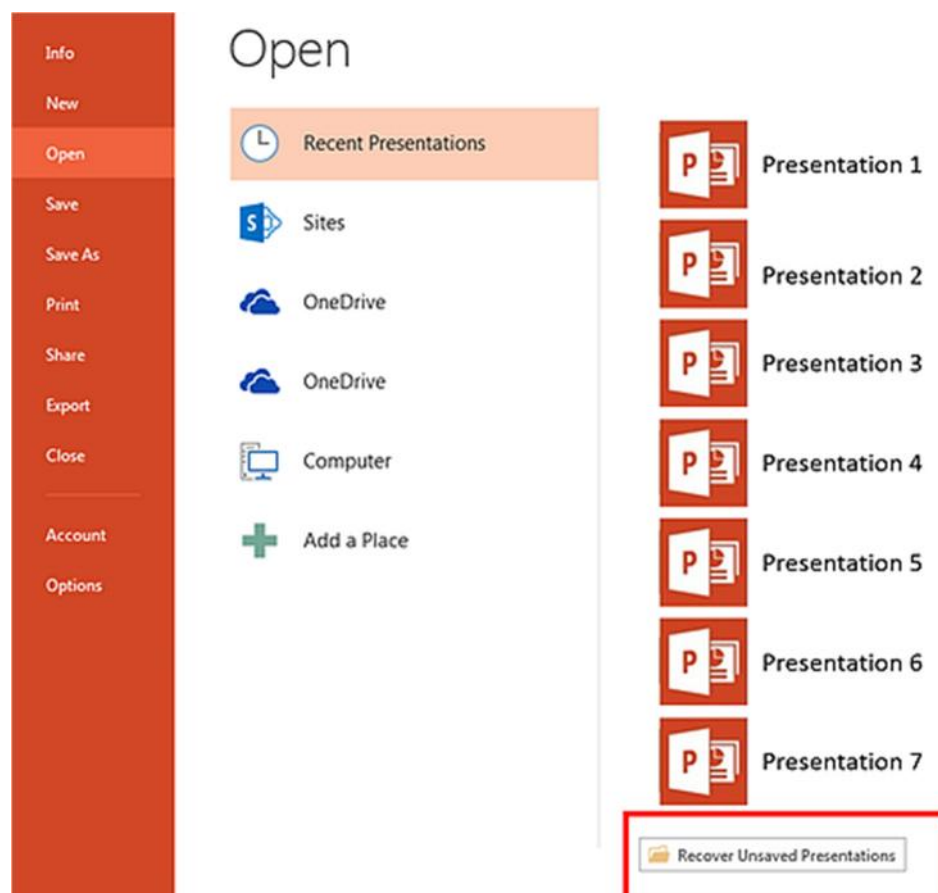 Info
New
Open
Save
Save As
Print
Share
Export
Close
Account
Options
Open
Recent Presentations
Sites
OneDrive
OneDrive
Computer
Add a Place
Presentation 1
Presentation 2
Presentation 3
Presentation 4
Presentation 5
Presentation 6
Presentation 7
Recover Unsaved Presentations